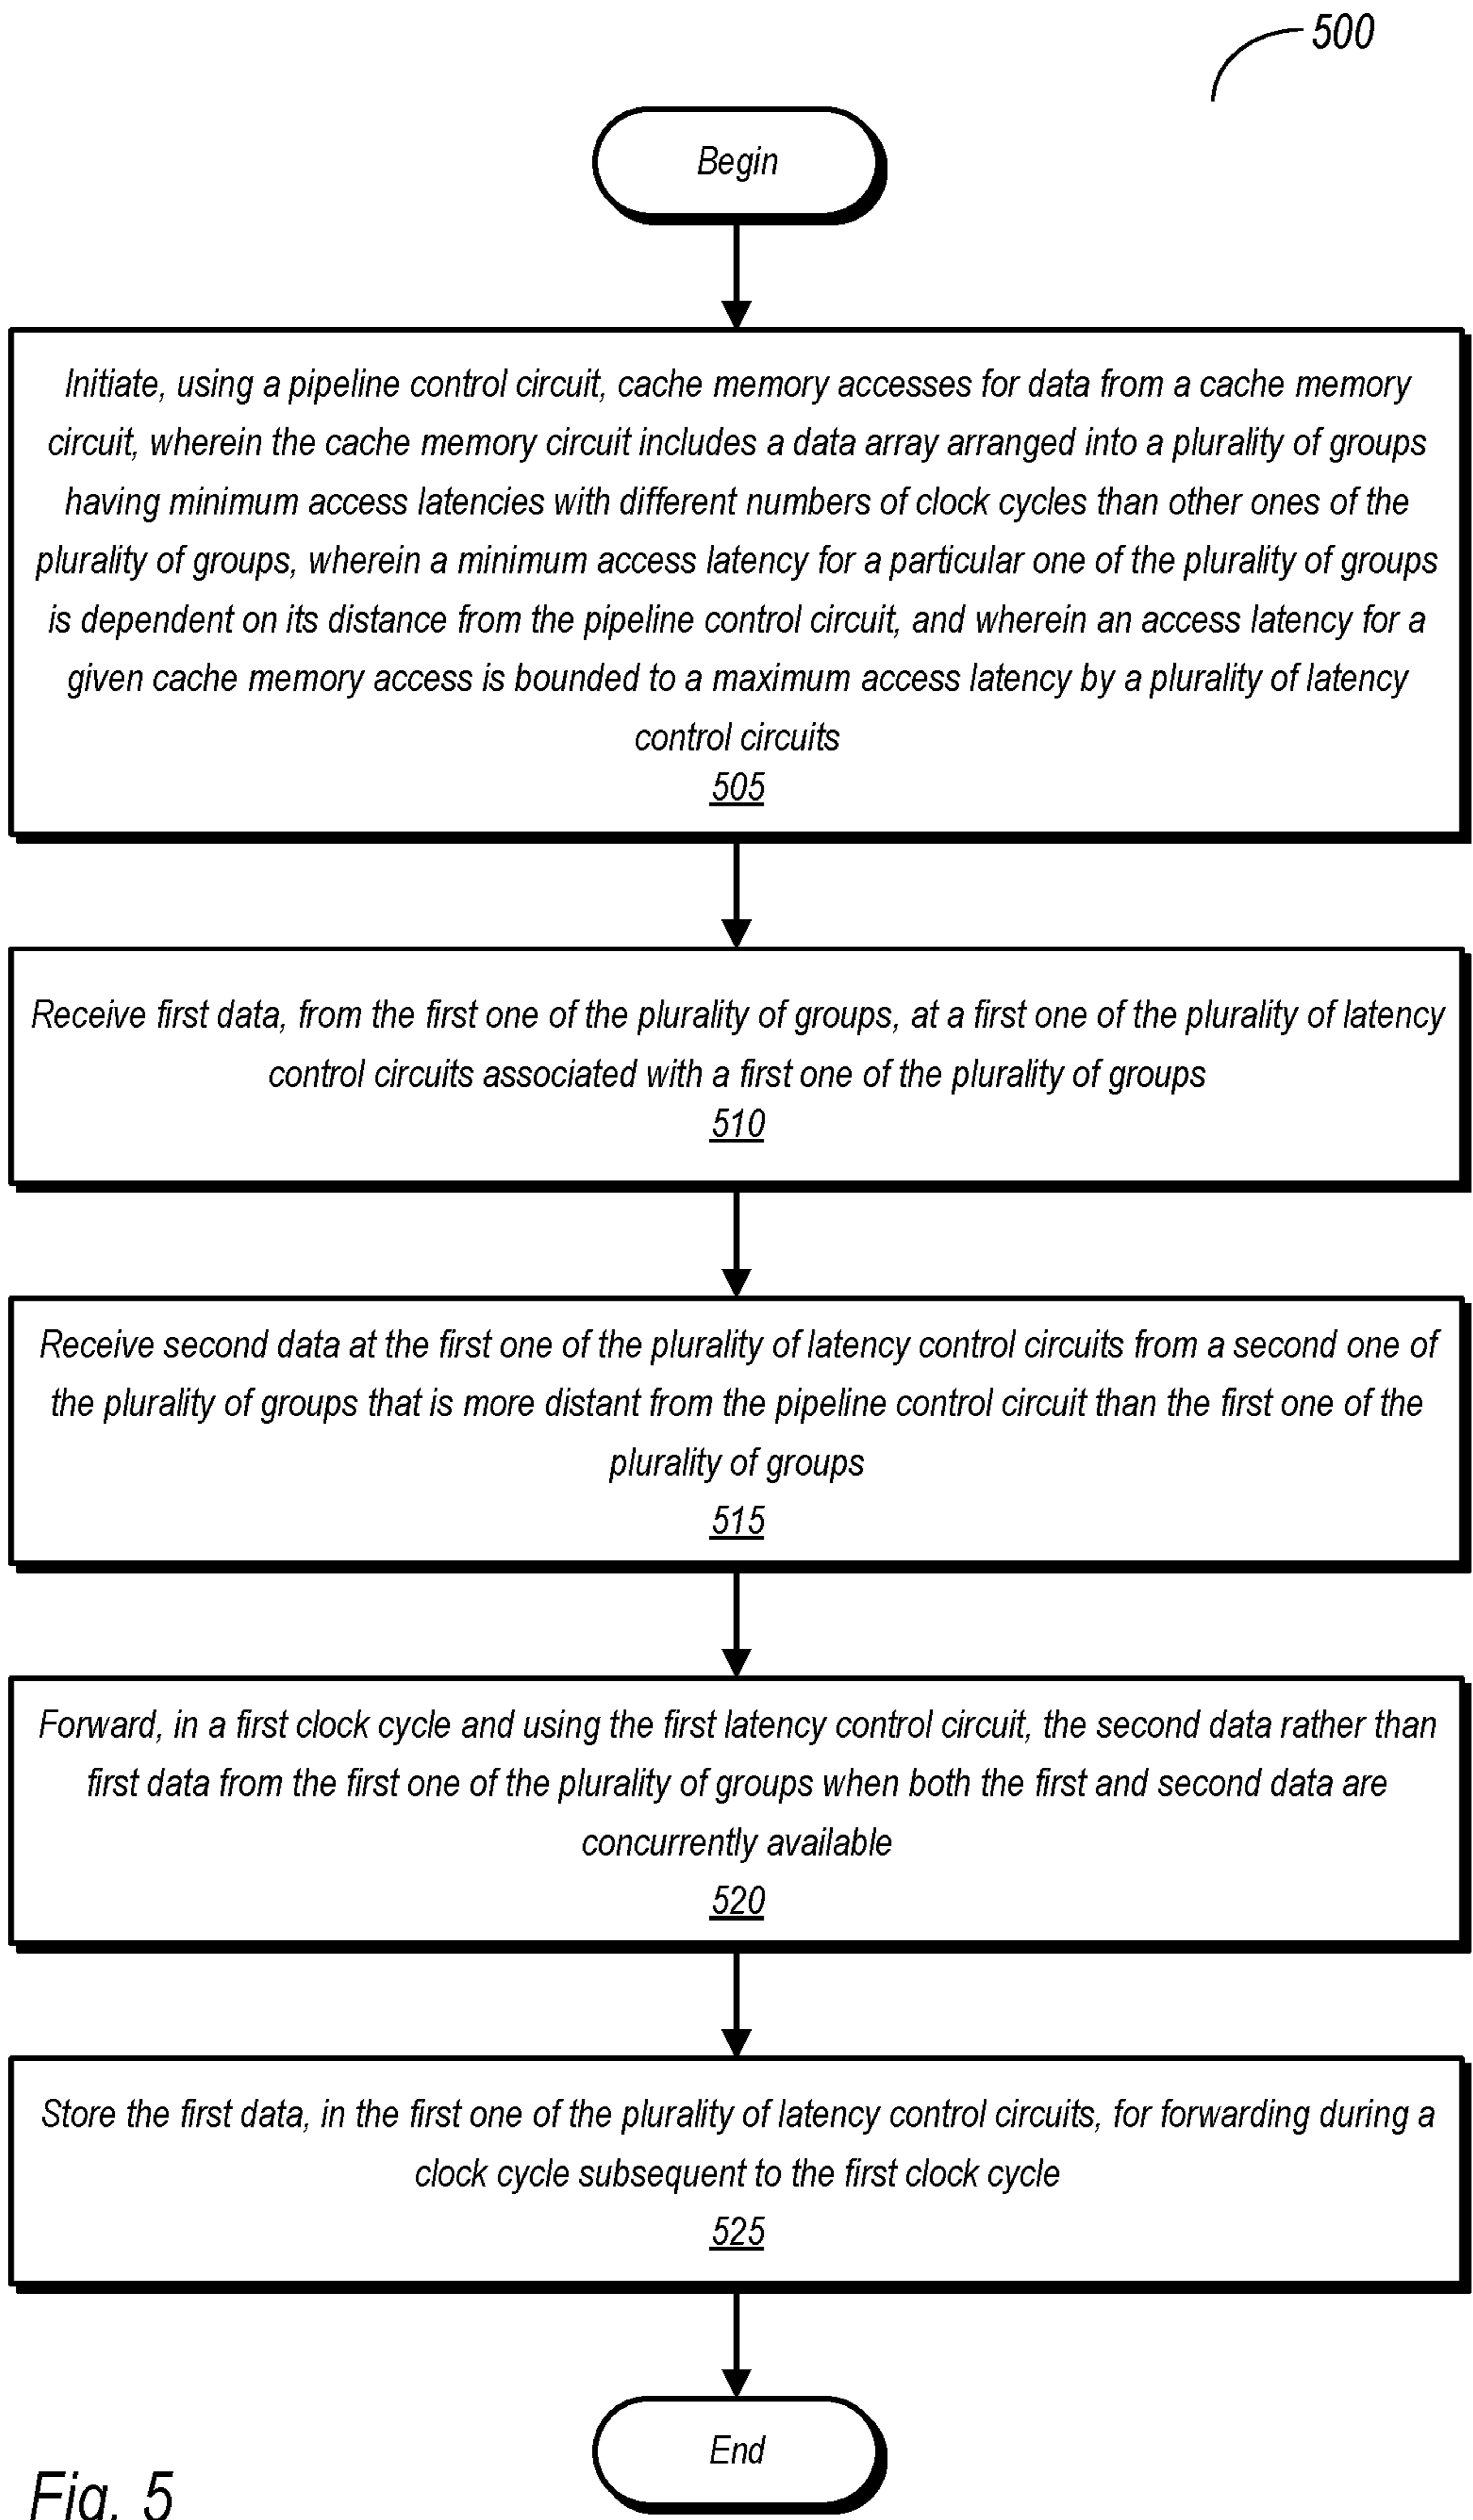 500
Begin
Initiate, using a pipeline control circuit, cache memory accesses for data from a cache memory
circuit, wherein the cache memory circuit includes a data array arranged into a plurality of groups
having minimum access latencies with different numbers of clock cycles than other ones of the
plurality of groups, wherein a minimum access latency for a particular one of the plurality of groups
is dependent on its distance from the pipeline control circuit, and wherein an access latency for a
given cache memory access is bounded to a maximum access latency by a plurality of latency
control circuits
505
Receive first data, from the first one of the plurality of groups, at a first one of the plurality of latency
control circuits associated with a first one of the plurality of groups
510
Receive second data at the first one of the plurality of latency control circuits from a second one of
the plurality of groups that is more distant from the pipeline control circuit than the first one of the
plurality of groups
515
Forward, in a first clock cycle and using the first latency control circuit, the second data rather than
first data from the first one of the plurality of groups when both the first and second data are
concurrently available
520
Store the first data, in the first one of the plurality of latency control circuits, for forwarding during a
clock cycle subsequent to the first clock cycle
525
End
Fig. 5